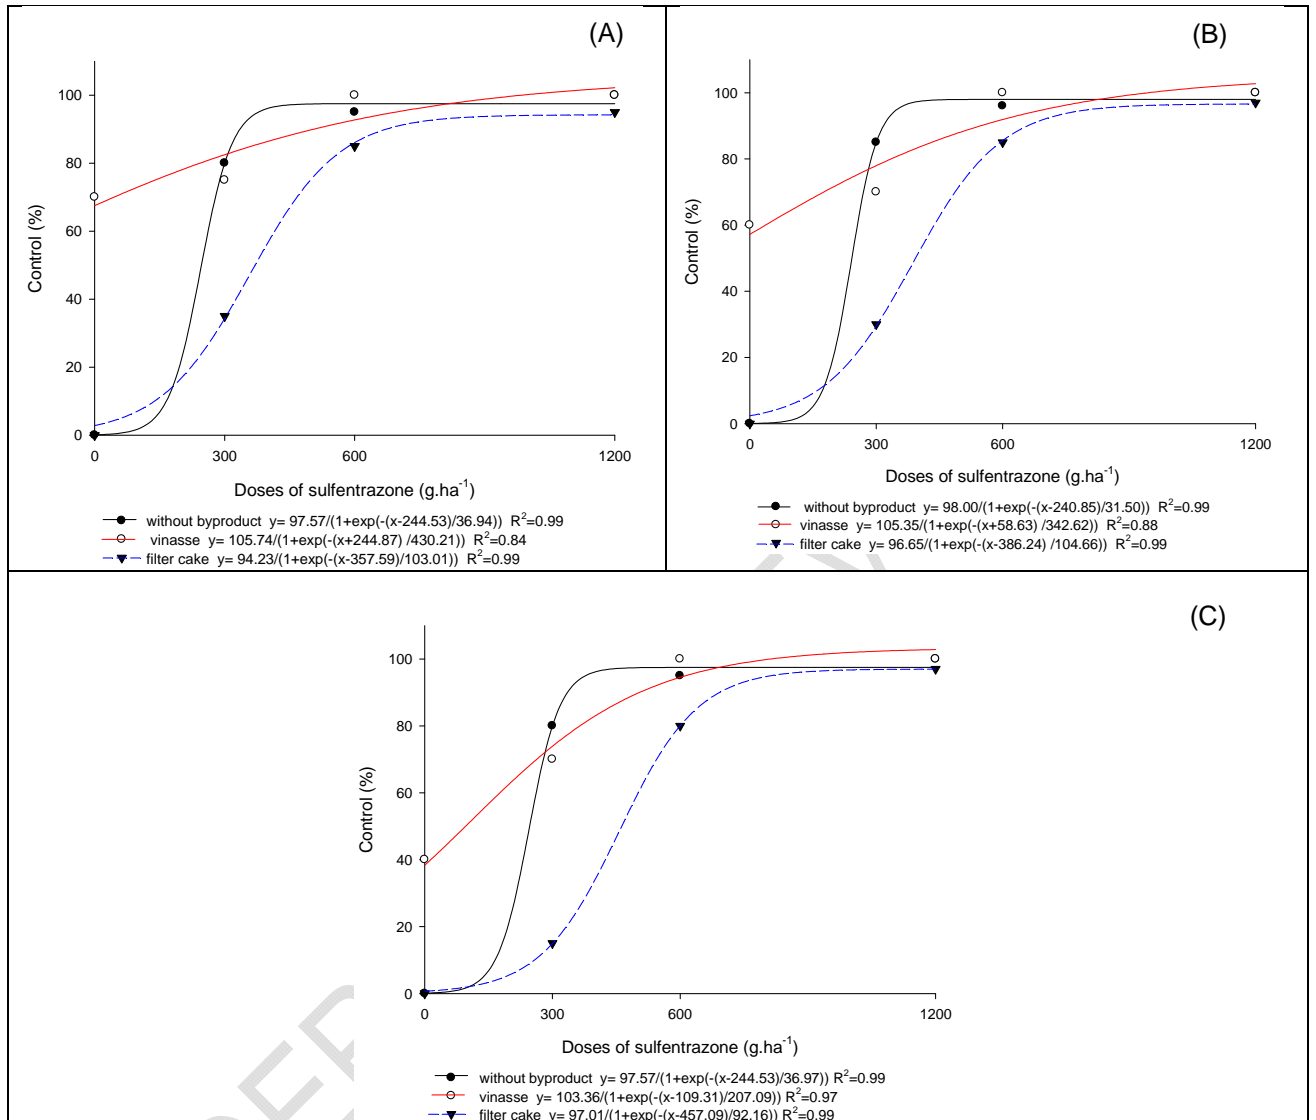 (A)
100
80
60
40
20
0
Control (%)
0 300 600 1200
Doses of sulfentrazone (g.ha⁻¹)
without byproduct y= 97.57/(1+exp(-(x-244.53)/36.94)) R²=0.99
vinasse y= 105.74/(1+exp(-(x+244.87) /430.21)) R²=0.84
filter cake y= 94.23/(1+exp(-(x-357.59)/103.01)) R²=0.99
(B)
100
80
60
40
20
0
Control (%)
0 300 600 1200
Doses of sulfentrazone (g.ha⁻¹)
without byproduct y= 98.00/(1+exp(-(x-240.85)/31.50)) R²=0.99
vinasse y= 105.35/(1+exp(-(x+58.63) /342.62)) R²=0.88
filter cake y= 96.65/(1+exp(-(x-386.24) /104.66)) R²=0.99
(C)
100
80
60
40
20
0
Control (%)
0 300 600 1200
Doses of sulfentrazone (g.ha⁻¹)
without byproduct y= 97.57/(1+exp(-(x-244.53)/36.97)) R²=0.99
vinasse y= 103.36/(1+exp(-(x-109.31)/207.09)) R²=0.97
filter cake y= 97.01/(1+exp(-(x-457.09)/92.16)) R²=0.99